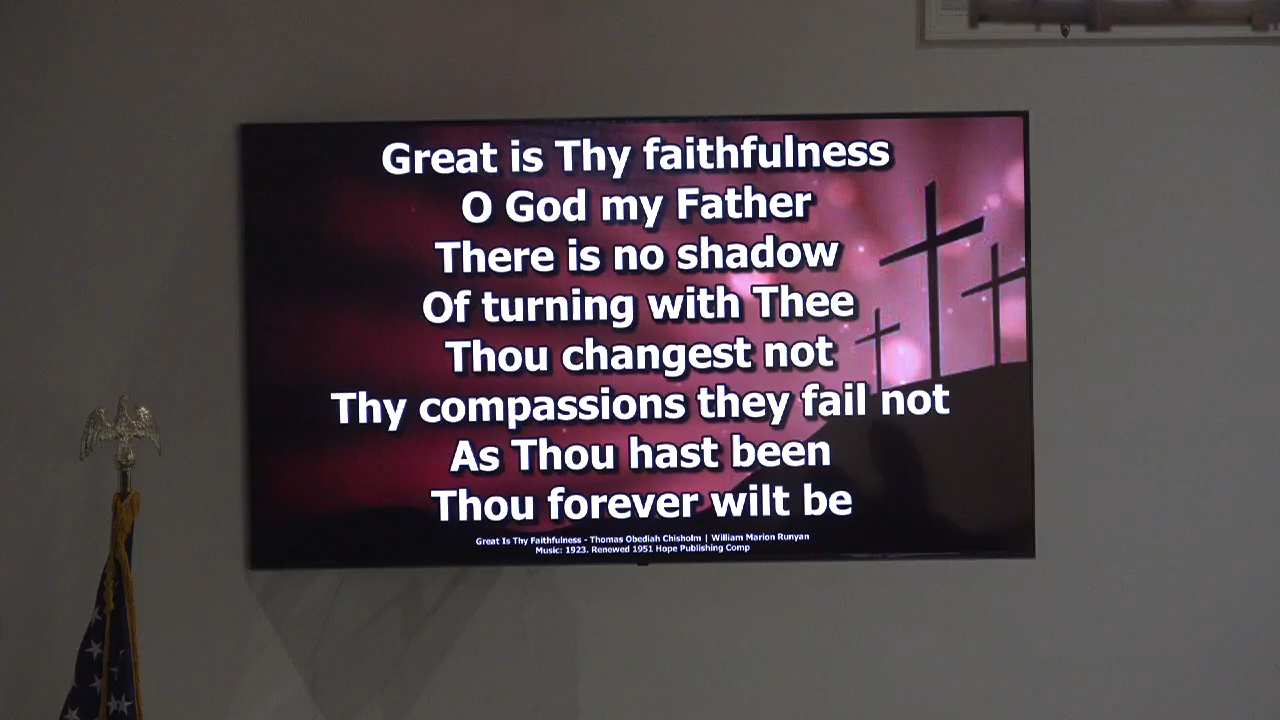 Great is Thy faithfulness
O God my Father
There is no shadow
Of turning with Thee
Thou changest not
Thy compassions they fail not
As Thou hast been
Thou forever wilt be
Great Is Thy Faithfulness - Thomas Obediah Chisholm | William Marion Runyan
Music: 1923. Renewed 1951 Hope Publishing Comp